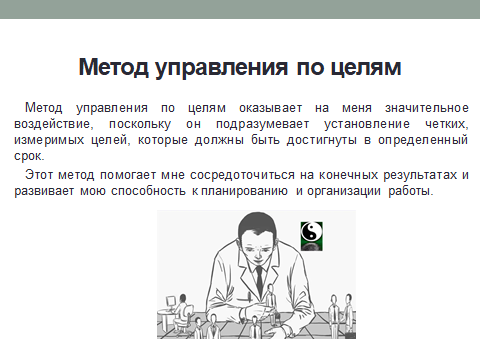 Метод управления по целям
Метод управления по целям оказывает на меня значительное
воздействие, поскольку он подразумевает установление четких,
измеримых целей, которые должны быть достигнуты в определенный
срок.
Этот метод помогает мне сосредоточиться на конечных результатах и
развивает мою способность к планированию и организации работы.